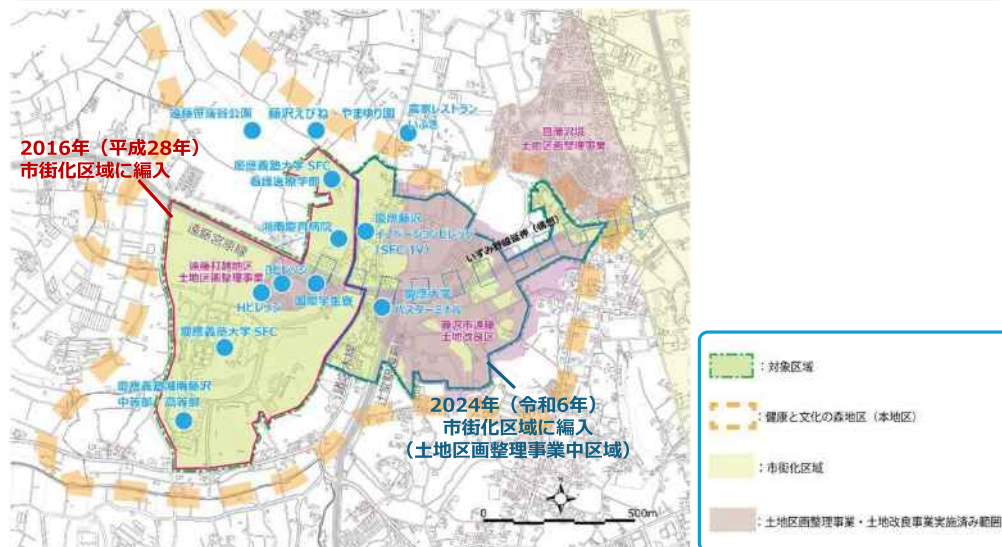 遠藤笹窪谷公園
藤沢えびね・やまゆり園
農家レストラン
いぶき
2016年（平成28年）
市街化区域に編入
慶應義塾大学 SFC
看護医療学部
湘南慶育病院
慶應藤沢
イノベーションビレッジ
（SFC-IV）
土地区画整理事業
いずみ野線延伸（構想）
遠藤宮原線
遠藤打越地区
土地区画整理事業
Hビレッジ
国際学生寮
慶應大学
バスターミナル
藤沢市遠藤
土地改良区
慶應義塾大学 SFC
慶應義塾湘南藤沢
中等部・高等部
2024年（令和6年）
市街化区域に編入
（土地区画整理事業中区域）
0
500m
：対象区域
：健康と文化の森地区（本地区）
：市街化区域
：土地区画整理事業・土地改良事業実施済み範囲